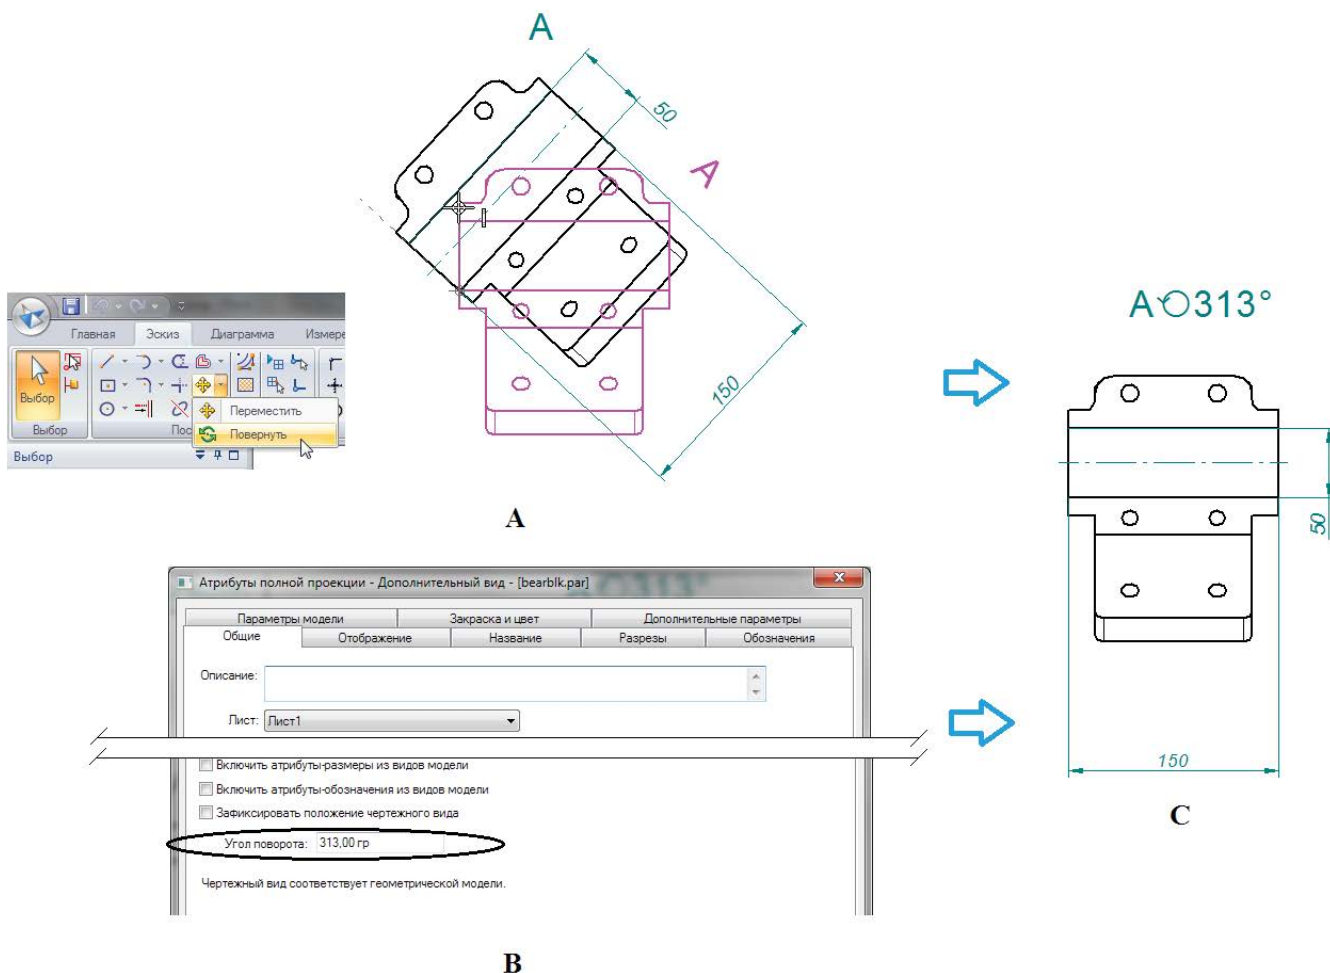 A
50
A
150
A
Главная Эскиз Диаграмма
Выбор
Переместить
Повернуть
Выбор
Выбор
A⟲313°
50
150
C
Атрибуты полной проекции - Дополнительный вид - [bearblk.par]
Параметры модели Закраска и цвет Дополнительные параметры
Общие Отображение Название Разрезы Обозначения
Описание:
Лист: Лист1
Включить атрибуты-размеры из видов модели
Включить атрибуты-обозначения из видов модели
Зафиксировать положение чертежного вида
Угол поворота: 313,00 гр
Чертежный вид соответствует геометрической модели.
B